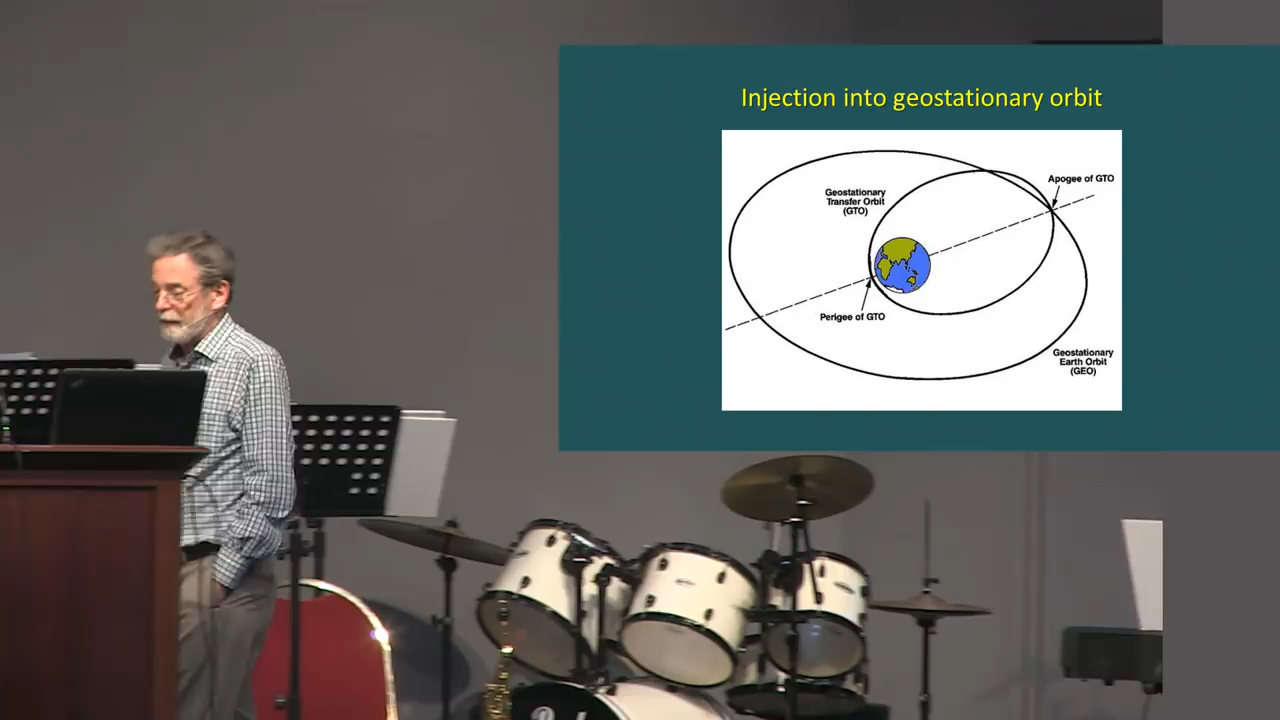 Injection into geostationary orbit
Apogee of GTO
Geostationary
Transfer Orbit
(GTO)
Perigee of GTO
Geostationary
Earth Orbit
(GEO)